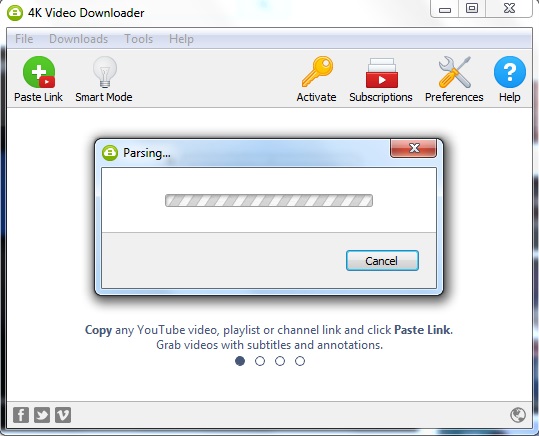 4K Video Downloader
File Downloads Tools Help
Paste Link Smart Mode Activate Subscriptions Preferences Help
Parsing...
Cancel
Copy any YouTube video, playlist or channel link and click Paste Link.
Grab videos with subtitles and annotations.